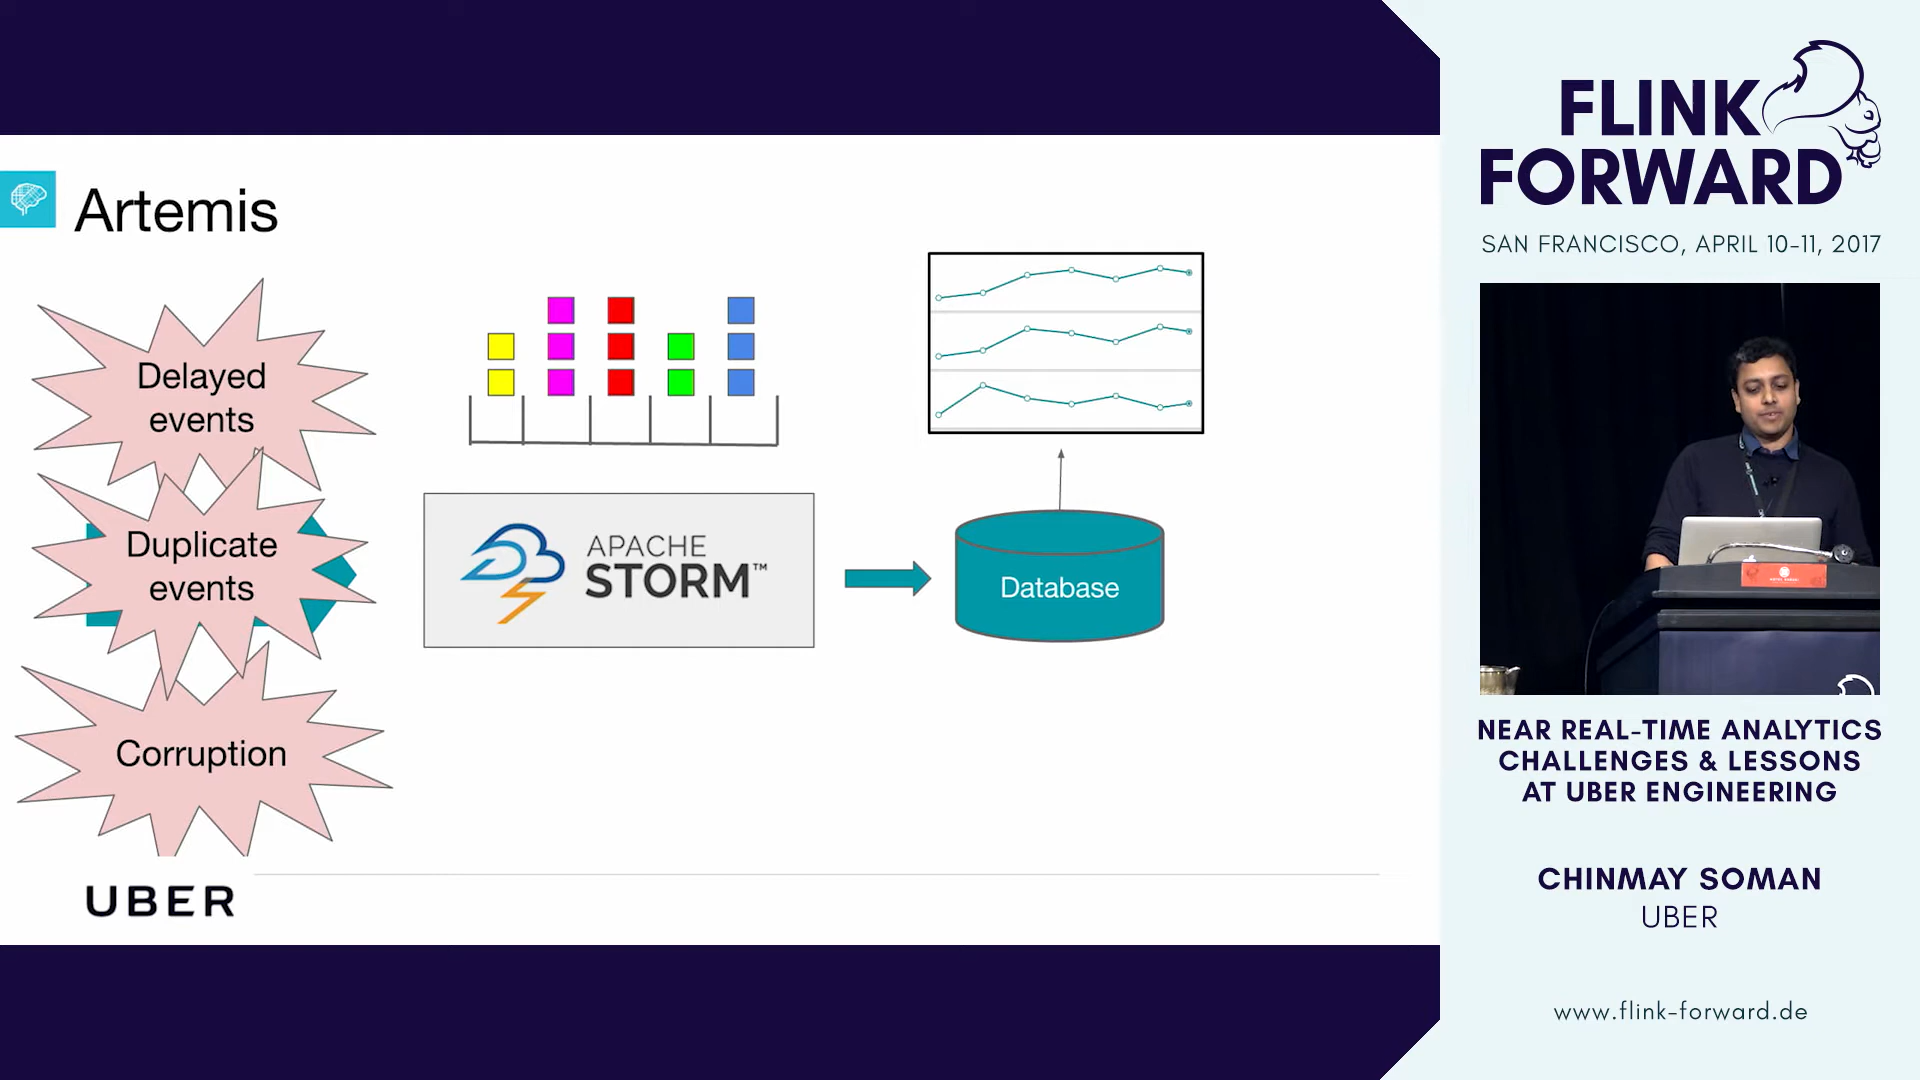 Artemis
Delayed
events
Duplicate
events
Corruption
APACHE
STORM™
Database
UBER
FLINK
FORWARD
SAN FRANCISCO, APRIL 10-11, 2017
NEAR REAL-TIME ANALYTICS
CHALLENGES & LESSONS
AT UBER ENGINEERING
CHINMAY SOMAN
UBER
www.flink-forward.de